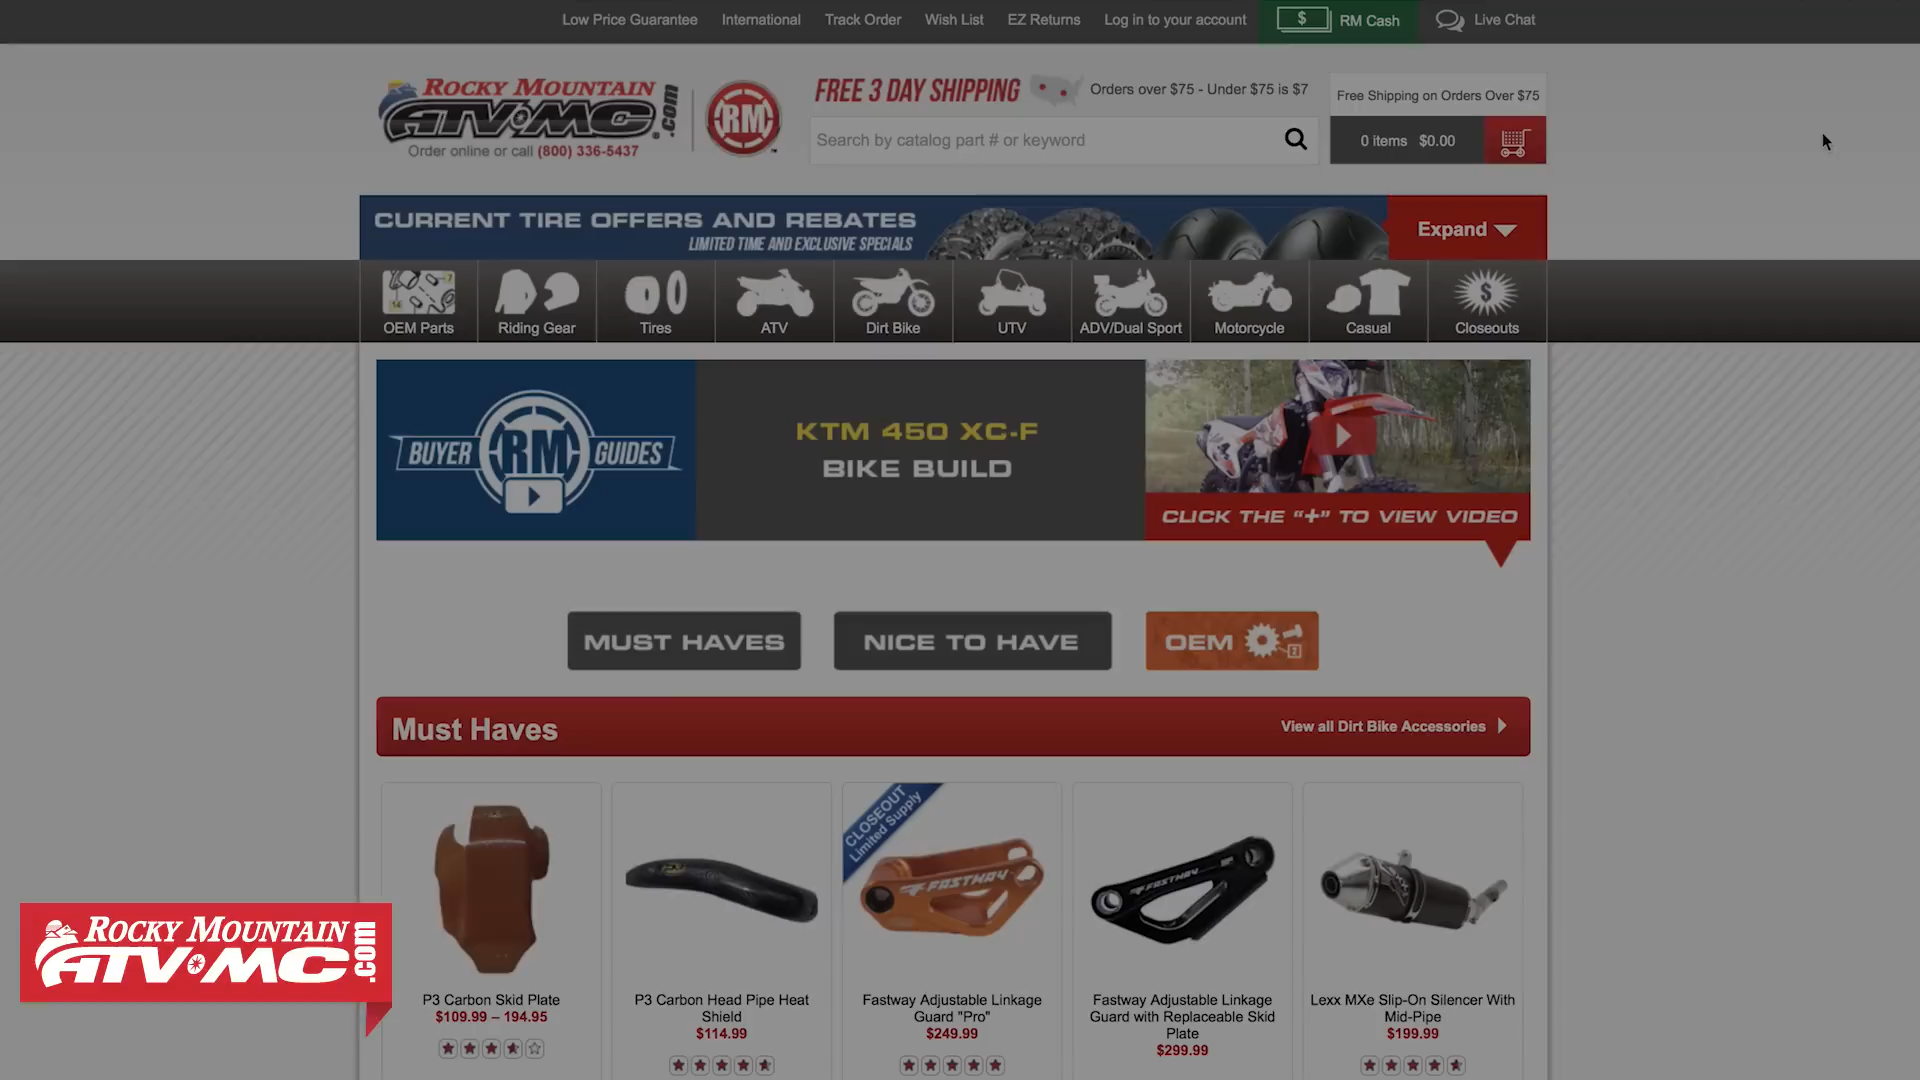 Low Price Guarantee International Track Order Wish List EZ Returns Log in to your account $ RM Cash Live Chat
ROCKY MOUNTAIN
ATV•MC.com
Order online or call (800) 336-5437
RM
FREE 3 DAY SHIPPING Orders over $75 - Under $75 is $7
Search by catalog part # or keyword
Free Shipping on Orders Over $75
0 items $0.00
CURRENT TIRE OFFERS AND REBATES
LIMITED TIME AND EXCLUSIVE SPECIALS
Expand
OEM Parts Riding Gear Tires ATV Dirt Bike UTV ADV/Dual Sport Motorcycle Casual Closeouts
BUYER RM GUIDES
KTM 450 XC-F
BIKE BUILD
CLICK THE “+” TO VIEW VIDEO
MUST HAVES NICE TO HAVE OEM
Must Haves
View all Dirt Bike Accessories
CLOSEOUT
Limited Supply
FASTWAY
FASTWAY
P3 Carbon Skid Plate
$109.99 – 194.95
P3 Carbon Head Pipe Heat
Shield
$114.99
Fastway Adjustable Linkage
Guard "Pro"
$249.99
Fastway Adjustable Linkage
Guard with Replaceable Skid
Plate
$299.99
Lexx MXe Slip-On Silencer With
Mid-Pipe
$199.99
ROCKY MOUNTAIN
ATV•MC.com